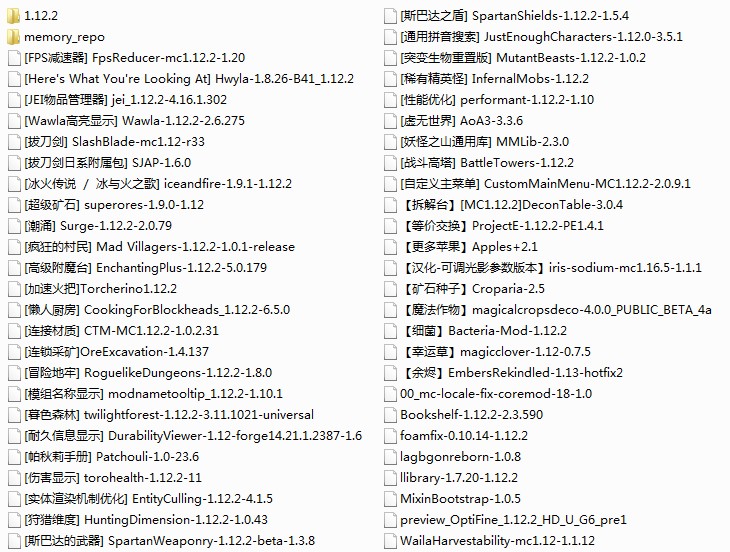 1.12.2
memory_repo
[FPS减速器] FpsReducer-mc1.12.2-1.20
[Here's What You're Looking At] Hwyla-1.8.26-B41_1.12.2
[JEI物品管理器] jei_1.12.2-4.16.1.302
[Wawla高亮显示] Wawla-1.12.2-2.6.275
[拔刀剑] SlashBlade-mc1.12-r33
[拔刀剑日系附属包] SJAP-1.6.0
[冰火传说 / 冰与火之歌] iceandfire-1.9.1-1.12.2
[超级矿石] superores-1.9.0-1.12
[潮涌] Surge-1.12.2-2.0.79
[疯狂的村民] Mad Villagers-1.12.2-1.0.1-release
[高级附魔台] EnchantingPlus-1.12.2-5.0.179
[加速火把]Torcherino1.12.2
[懒人厨房] CookingForBlockheads_1.12.2-6.5.0
[连接材质] CTM-MC1.12.2-1.0.2.31
[连锁采矿]OreExcavation-1.4.137
[冒险地牢] RoguelikeDungeons-1.12.2-1.8.0
[模组名称显示] modnametooltip_1.12.2-1.10.1
[暮色森林] twilightforest-1.12.2-3.11.1021-universal
[耐久信息显示] DurabilityViewer-1.12-forge14.21.1.2387-1.6
[帕秋莉手册] Patchouli-1.0-23.6
[伤害显示] torohealth-1.12.2-11
[实体渲染机制优化] EntityCulling-1.12.2-4.1.5
[狩猎维度] HuntingDimension-1.12.2-1.0.43
[斯巴达的武器] SpartanWeaponry-1.12.2-beta-1.3.8
[斯巴达之盾] SpartanShields-1.12.2-1.5.4
[通用拼音搜索] JustEnoughCharacters-1.12.0-3.5.1
[突变生物重置版] MutantBeasts-1.12.2-1.0.2
[稀有精英怪] InfernalMobs-1.12.2
[性能优化] performant-1.12.2-1.10
[虚无世界] AoA3-3.3.6
[妖怪之山通用库] MMLib-2.3.0
[战斗高塔] BattleTowers-1.12.2
[自定义主菜单] CustomMainMenu-MC1.12.2-2.0.9.1
【拆解台】[MC1.12.2]DeconTable-3.0.4
【等价交换】ProjectE-1.12.2-PE1.4.1
【更多苹果】Apples+2.1
【汉化-可调光影参数版本】iris-sodium-mc1.16.5-1.1.1
【矿石种子】Croparia-2.5
【魔法作物】magicalcropsdeco-4.0.0_PUBLIC_BETA_4a
【细菌】Bacteria-Mod-1.12.2
【幸运草】magicclover-1.12-0.7.5
【余烬】EmbersRekindled-1.13-hotfix2
00_mc-locale-fix-coremod-18-1.0
Bookshelf-1.12.2-2.3.590
foamfix-0.10.14-1.12.2
lagbgonreborn-1.0.8
llibrary-1.7.20-1.12.2
MixinBootstrap-1.0.5
preview_OptiFine_1.12.2_HD_U_G6_pre1
WailaHarvestability-mc1.12-1.1.12